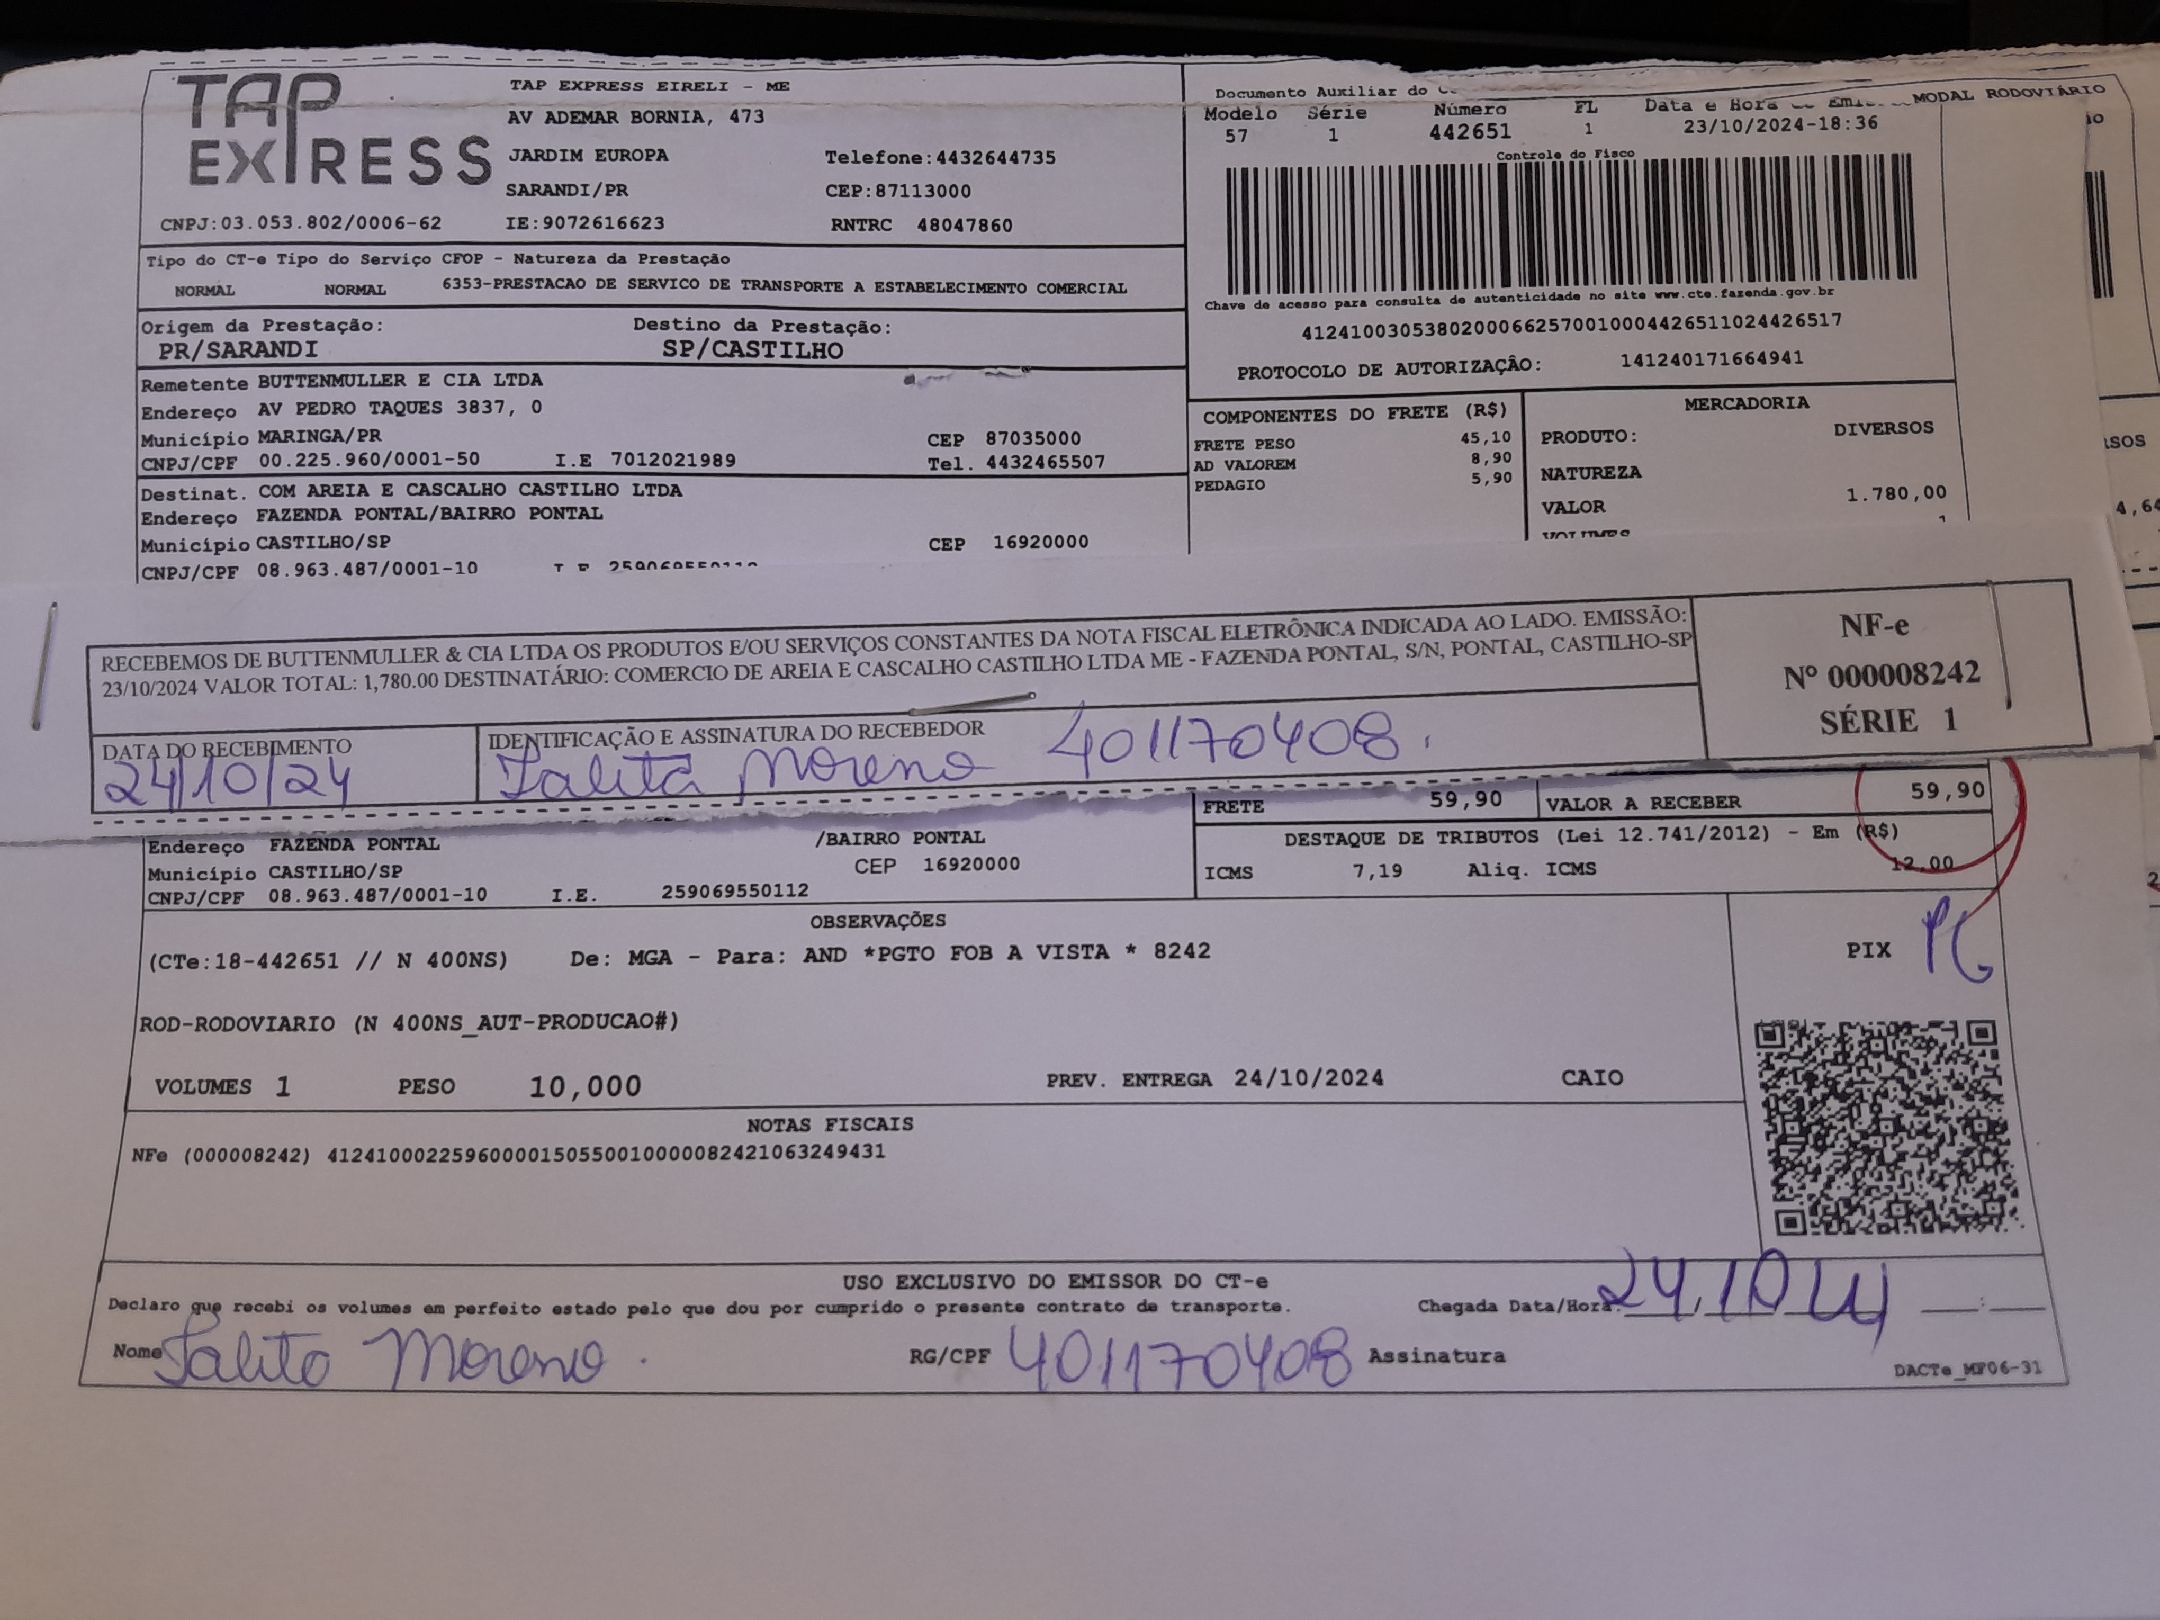 TAP EXPRESS
TAP EXPRESS EIRELI - ME
AV ADEMAR BORNIA, 473
JARDIM EUROPA Telefone:4432644735
SARANDI/PR CEP:87113000
CNPJ:03.053.802/0006-62 IE:9072616623 RNTRC 48047860
Documento Auxiliar do
MODAL RODOVIÁRIO
Modelo Série Número FL Data e Hora
57 1 442651 1 23/10/2024-18:36
Controle do Fisco
Chave de acesso para consulta de autenticidade no site www.cte.fazenda.gov.br
41241003053802000662570010004426511024426517
PROTOCOLO DE AUTORIZAÇÃO: 141240171664941
Tipo do CT-e Tipo do Serviço CFOP - Natureza da Prestação
NORMAL NORMAL 6353-PRESTACAO DE SERVICO DE TRANSPORTE A ESTABELECIMENTO COMERCIAL
Origem da Prestação: Destino da Prestação:
PR/SARANDI SP/CASTILHO
Remetente BUTTENMULLER E CIA LTDA
Endereço AV PEDRO TAQUES 3837, 0
Município MARINGA/PR CEP 87035000
CNPJ/CPF 00.225.960/0001-50 I.E 7012021989 Tel. 4432465507
Destinat. COM AREIA E CASCALHO CASTILHO LTDA
Endereço FAZENDA PONTAL/BAIRRO PONTAL
Município CASTILHO/SP CEP 16920000
CNPJ/CPF 08.963.487/0001-10
COMPONENTES DO FRETE (R$)
FRETE PESO 45,10
AD VALOREM 8,90
PEDAGIO 5,90
MERCADORIA
PRODUTO: DIVERSOS
NATUREZA
VALOR 1.780,00
VOLUMES 1
RECEBEMOS DE BUTTENMULLER & CIA LTDA OS PRODUTOS E/OU SERVIÇOS CONSTANTES DA NOTA FISCAL ELETRÔNICA INDICADA AO LADO. EMISSÃO:
23/10/2024 VALOR TOTAL: 1,780.00 DESTINATÁRIO: COMERCIO DE AREIA E CASCALHO CASTILHO LTDA ME - FAZENDA PONTAL, S/N, PONTAL, CASTILHO-SP
NF-e
Nº 000008242
SÉRIE 1
DATA DO RECEBIMENTO IDENTIFICAÇÃO E ASSINATURA DO RECEBEDOR
24/10/24 Talita Moreno 401170408.
FRETE 59,90 VALOR A RECEBER 59,90
Endereço FAZENDA PONTAL /BAIRRO PONTAL
Município CASTILHO/SP CEP 16920000
CNPJ/CPF 08.963.487/0001-10 I.E. 259069550112
DESTAQUE DE TRIBUTOS (Lei 12.741/2012) - Em (R$)
ICMS 7,19 Aliq. ICMS 12,00
OBSERVAÇÕES
(CTe:18-442651 // N 400NS) De: MGA - Para: AND *PGTO FOB A VISTA * 8242
PIX PG
ROD-RODOVIARIO (N 400NS_AUT-PRODUCAO#)
VOLUMES 1 PESO 10,000 PREV. ENTREGA 24/10/2024 CAIO
NOTAS FISCAIS
NFe (000008242) 41241000225960000150550010000082421063249431
USO EXCLUSIVO DO EMISSOR DO CT-e
Declaro que recebi os volumes em perfeito estado pelo que dou por cumprido o presente contrato de transporte. Chegada Data/Hora: 24/10
Nome Talita Moreno. RG/CPF 401170408 Assinatura
DACTe_MF06-31